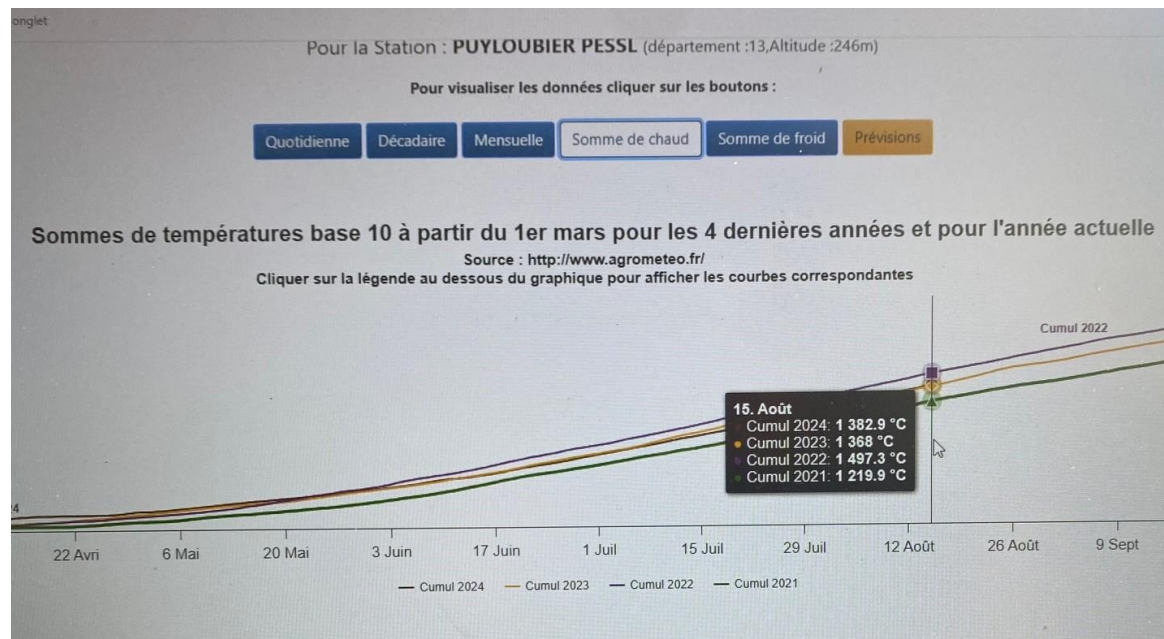 onglet
Pour la Station : PUYLOUBIER PESSL (département :13,Altitude :246m)
Pour visualiser les données cliquer sur les boutons :
Quotidienne Décadaire Mensuelle Somme de chaud Somme de froid Prévisions
Sommes de températures base 10 à partir du 1er mars pour les 4 dernières années et pour l'année actuelle
Source : http://www.agrometeo.fr/
Cliquer sur la légende au dessous du graphique pour afficher les courbes correspondantes
Cumul 2022
15. Août
Cumul 2024: 1 382.9 °C
Cumul 2023: 1 368 °C
Cumul 2022: 1 497.3 °C
Cumul 2021: 1 219.9 °C
4
22 Avri 6 Mai 20 Mai 3 Juin 17 Juin 1 Juil 15 Juil 29 Juil 12 Août 26 Août 9 Sept
Cumul 2024 Cumul 2023 Cumul 2022 Cumul 2021